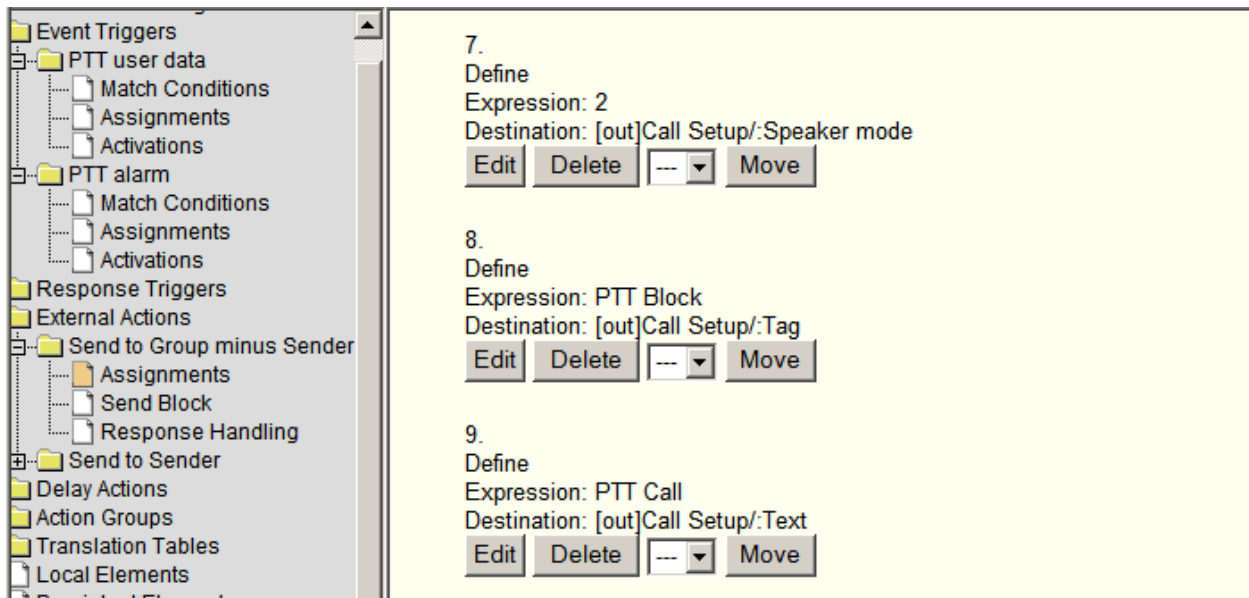 Event Triggers
PTT user data
Match Conditions
Assignments
Activations
PTT alarm
Match Conditions
Assignments
Activations
Response Triggers
External Actions
Send to Group minus Sender
Assignments
Send Block
Response Handling
Send to Sender
Delay Actions
Action Groups
Translation Tables
Local Elements
7.
Define
Expression: 2
Destination: [out]Call Setup/:Speaker mode
Edit Delete --- Move
8.
Define
Expression: PTT Block
Destination: [out]Call Setup/:Tag
Edit Delete --- Move
9.
Define
Expression: PTT Call
Destination: [out]Call Setup/:Text
Edit Delete --- Move